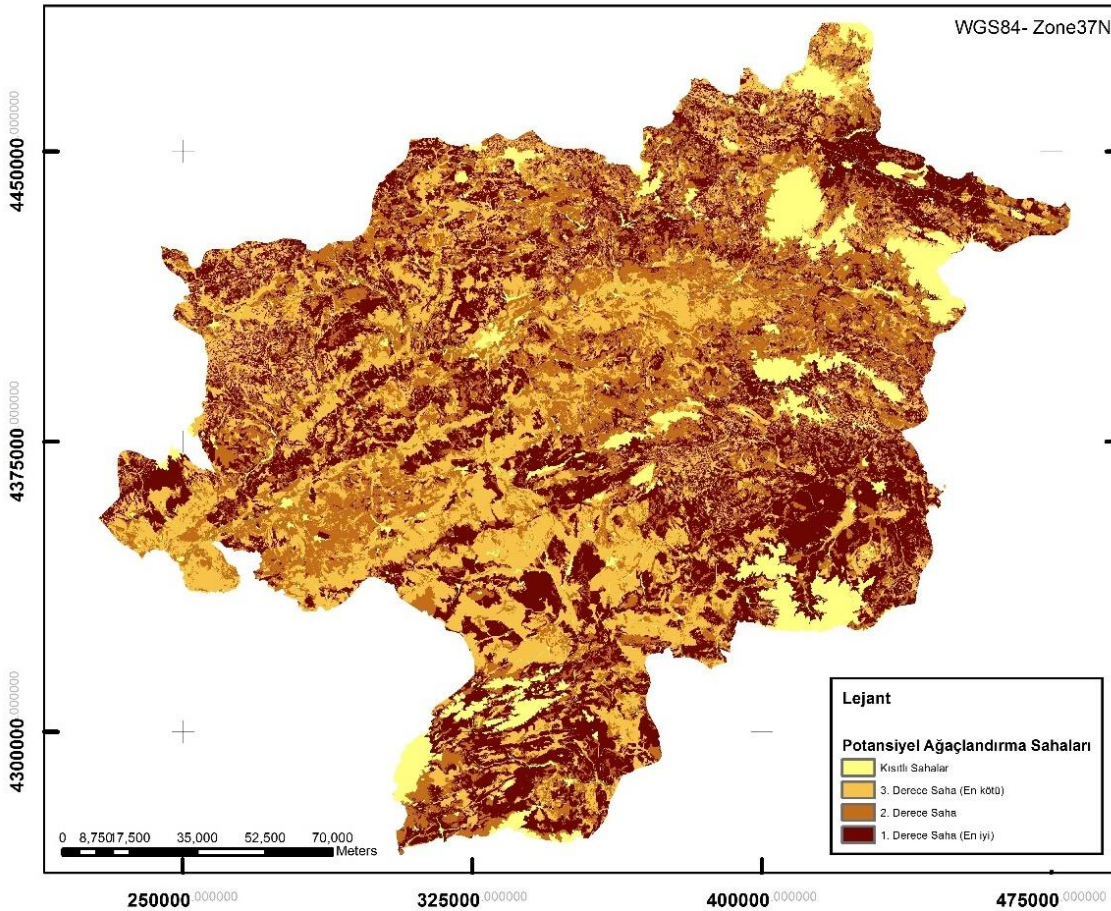 WGS84- Zone37N
4450000.000000
4375000.000000
4300000.000000
Lejant
Potansiyel Ağaçlandırma Sahaları
Kısıtlı Sahalar
3. Derece Saha (En kötü)
2. Derece Saha
1. Derece Saha (En iyi)
0 8,75017,500 35,000 52,500 70,000
Meters
250000.000000 325000.000000 400000.000000 475000.000000